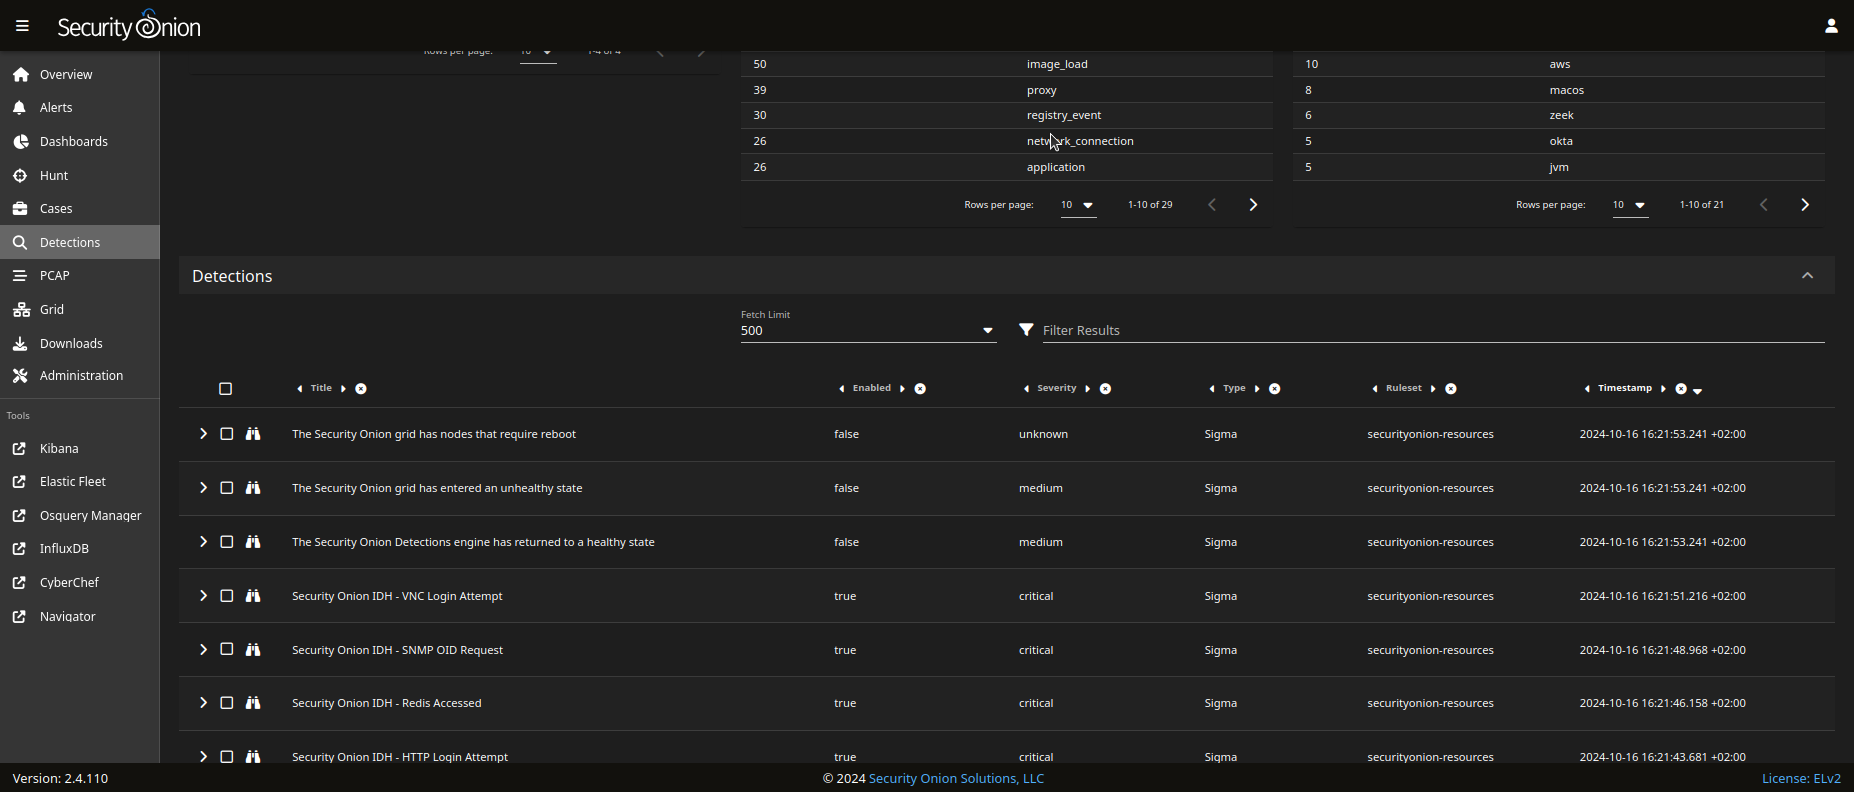 Security Onion
Overview
Alerts
Dashboards
Hunt
Cases
Detections
PCAP
Grid
Downloads
Administration
Tools
Kibana
Elastic Fleet
Osquery Manager
InfluxDB
CyberChef
Navigator
Rows per page: 10 1-4 of 4
50 image_load
39 proxy
30 registry_event
26 network_connection
26 application
Rows per page: 10 1-10 of 29
10 aws
8 macos
6 zeek
5 okta
5 jvm
Rows per page: 10 1-10 of 21
Detections
Fetch Limit
500 Filter Results
Title Enabled Severity Type Ruleset Timestamp
The Security Onion grid has nodes that require reboot false unknown Sigma securityonion-resources 2024-10-16 16:21:53.241 +02:00
The Security Onion grid has entered an unhealthy state false medium Sigma securityonion-resources 2024-10-16 16:21:53.241 +02:00
The Security Onion Detections engine has returned to a healthy state false medium Sigma securityonion-resources 2024-10-16 16:21:53.241 +02:00
Security Onion IDH - VNC Login Attempt true critical Sigma securityonion-resources 2024-10-16 16:21:51.216 +02:00
Security Onion IDH - SNMP OID Request true critical Sigma securityonion-resources 2024-10-16 16:21:48.968 +02:00
Security Onion IDH - Redis Accessed true critical Sigma securityonion-resources 2024-10-16 16:21:46.158 +02:00
Security Onion IDH - HTTP Login Attempt true critical Sigma securityonion-resources 2024-10-16 16:21:43.681 +02:00
Version: 2.4.110 © 2024 Security Onion Solutions, LLC License: ELv2